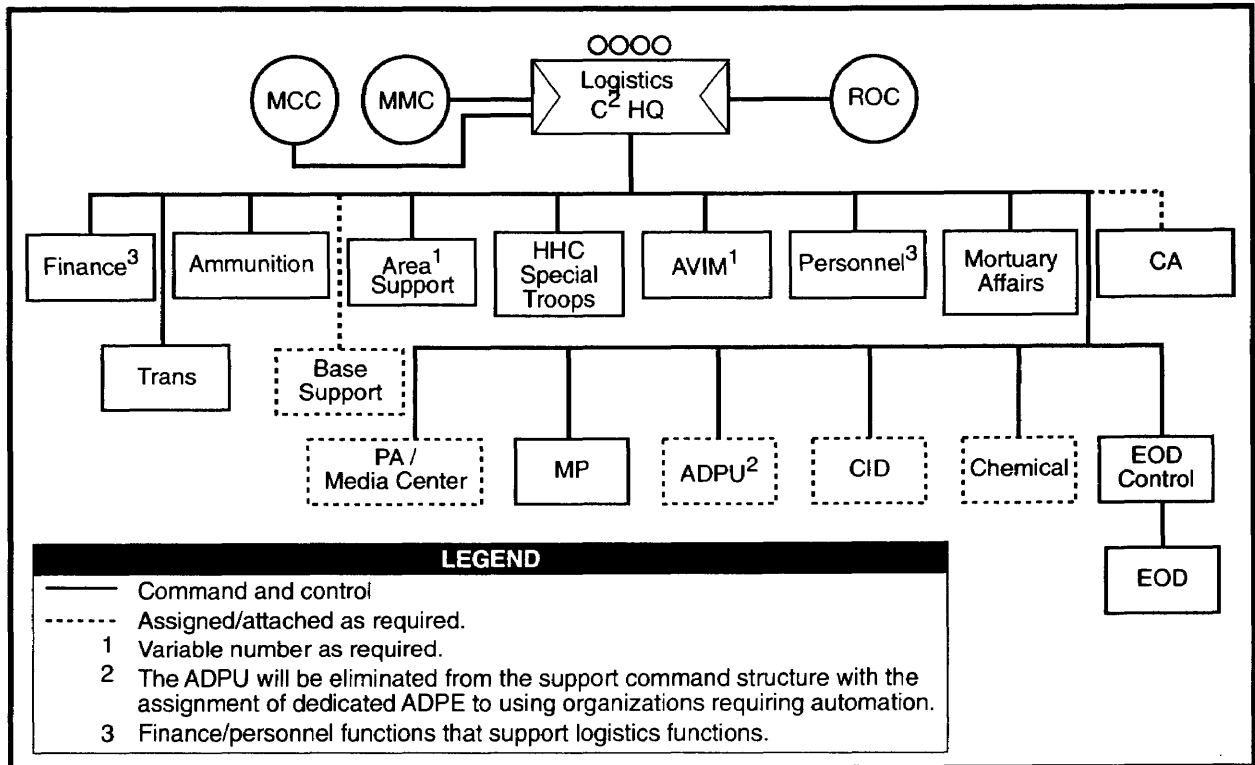 OOOO
MCC
MMC
Logistics
C2 HQ
ROC
Finance3
Ammunition
Area1
Support
HHC
Special
Troops
AVIM1
Personnel3
Mortuary
Affairs
CA
Trans
Base
Support
PA /
Media Center
MP
ADPU2
CID
Chemical
EOD
Control
EOD
LEGEND
Command and control
Assigned/attached as required.
1 Variable number as required.
2 The ADPU will be eliminated from the support command structure with the
assignment of dedicated ADPE to using organizations requiring automation.
3 Finance/personnel functions that support logistics functions.